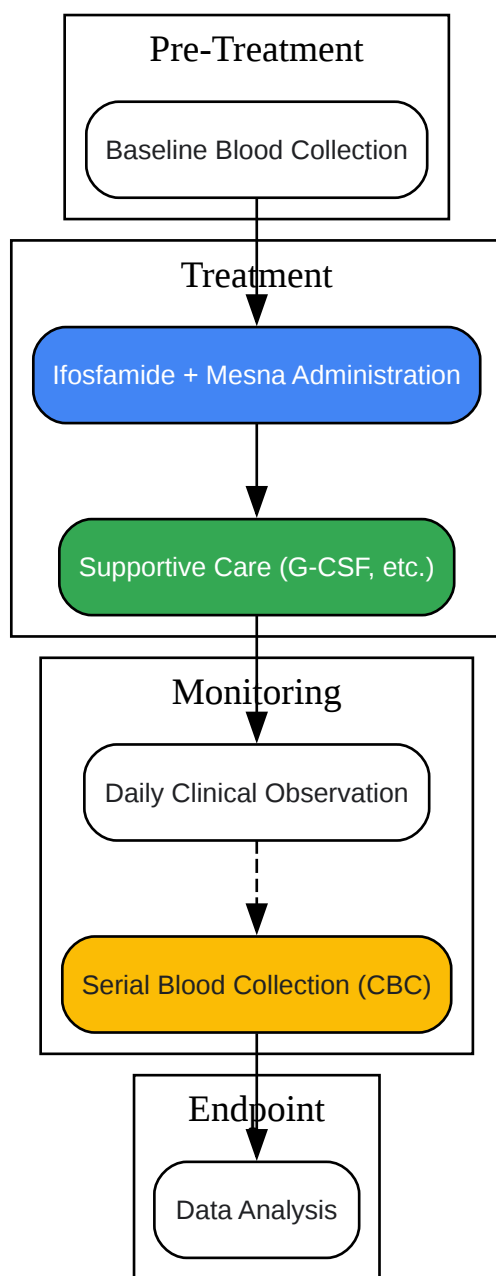 Pre-Treatment
Baseline Blood Collection
Treatment
Ifosfamide + Mesna Administration
Supportive Care (G-CSF, etc.)
Monitoring
Daily Clinical Observation
Serial Blood Collection (CBC)
Endpoint
Data Analysis